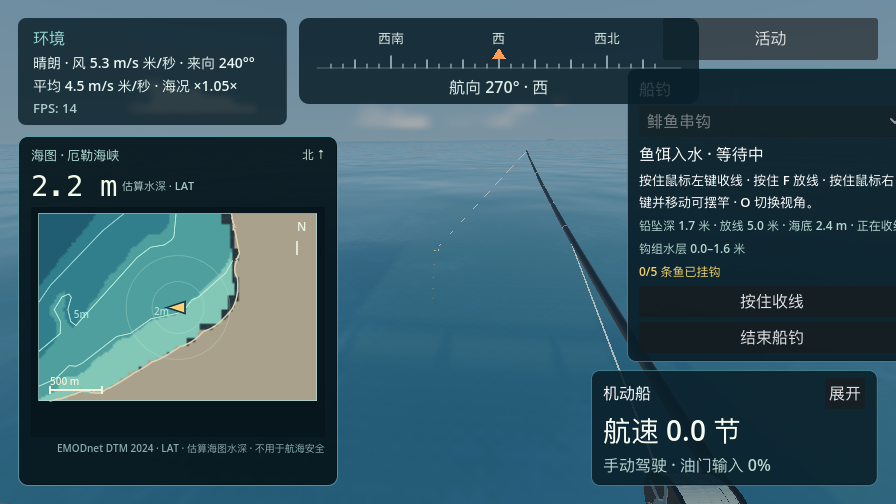 环境
晴朗 · 风 5.3 m/s 米/秒 · 来向 240°°
平均 4.5 m/s 米/秒 · 海况 ×1.05×
FPS: 14
西南 西 西北
航向 270° · 西
活动
海图 · 厄勒海峡 北 ↑
2.2 m 估算水深 · LAT
N
5m
2m
500 m
EMODnet DTM 2024 · LAT · 估算海图水深 · 不用于航海安全
船钓
鲱鱼串钩
鱼饵入水 · 等待中
按住鼠标左键收线 · 按住 F 放线 · 按住鼠标右
键并移动可摆竿 · O 切换视角。
铅坠深 1.7 米 · 放线 5.0 米 · 海底 2.4 m · 正在收
钩组水层 0.0–1.6 米
0/5 条鱼已挂钩
按住收线
结束船钓
机动船 展开
航速 0.0 节
手动驾驶 · 油门输入 0%